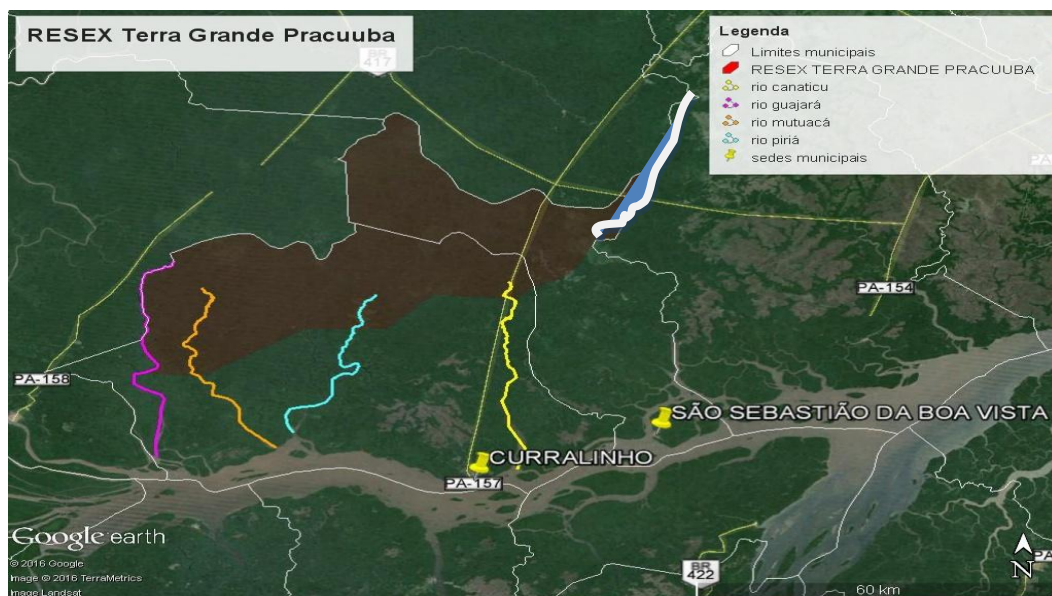 RESEX Terra Grande Pracuuba
BR
417
Legenda
Limites municipais
RESEX TERRA GRANDE PRACUUBA
rio canaticu
rio guajará
rio mutuacá
rio piriá
sedes municipais
PA-154
PA-158
SÃO SEBASTIÃO DA BOA VISTA
CURRALINHO
PA-157
Google earth
© 2016 Google
Image © 2016 TerraMetrics
Image Landsat
BR
422
PA
N
60 km